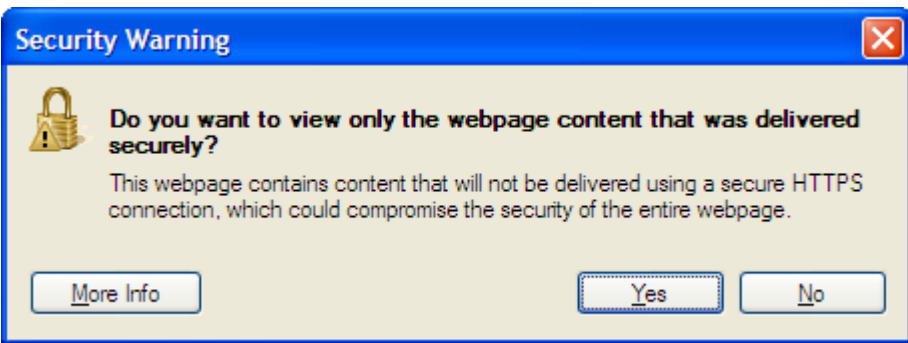 Security Warning
Do you want to view only the webpage content that was delivered
securely?
This webpage contains content that will not be delivered using a secure HTTPS
connection, which could compromise the security of the entire webpage.
More Info
Yes
No